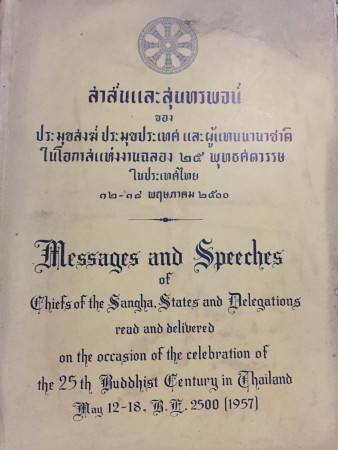 สาส์นและสุนทรพจน์
ของ
ประมุขสงฆ์ ประมุขประเทศ และผู้แทนนานาชาติ
ในโอกาสแห่งงานฉลอง ๒๕ พุทธศตวรรษ
ในประเทศไทย
๑๒-๑๘ พฤษภาคม ๒๕๐๐
Messages and Speeches
of
Chiefs of the Sangha, States and Delegations
read and delivered
on the occasion of the celebration of
the 25th Buddhist Century in Thailand
May 12-18, B.E. 2500 (1957)